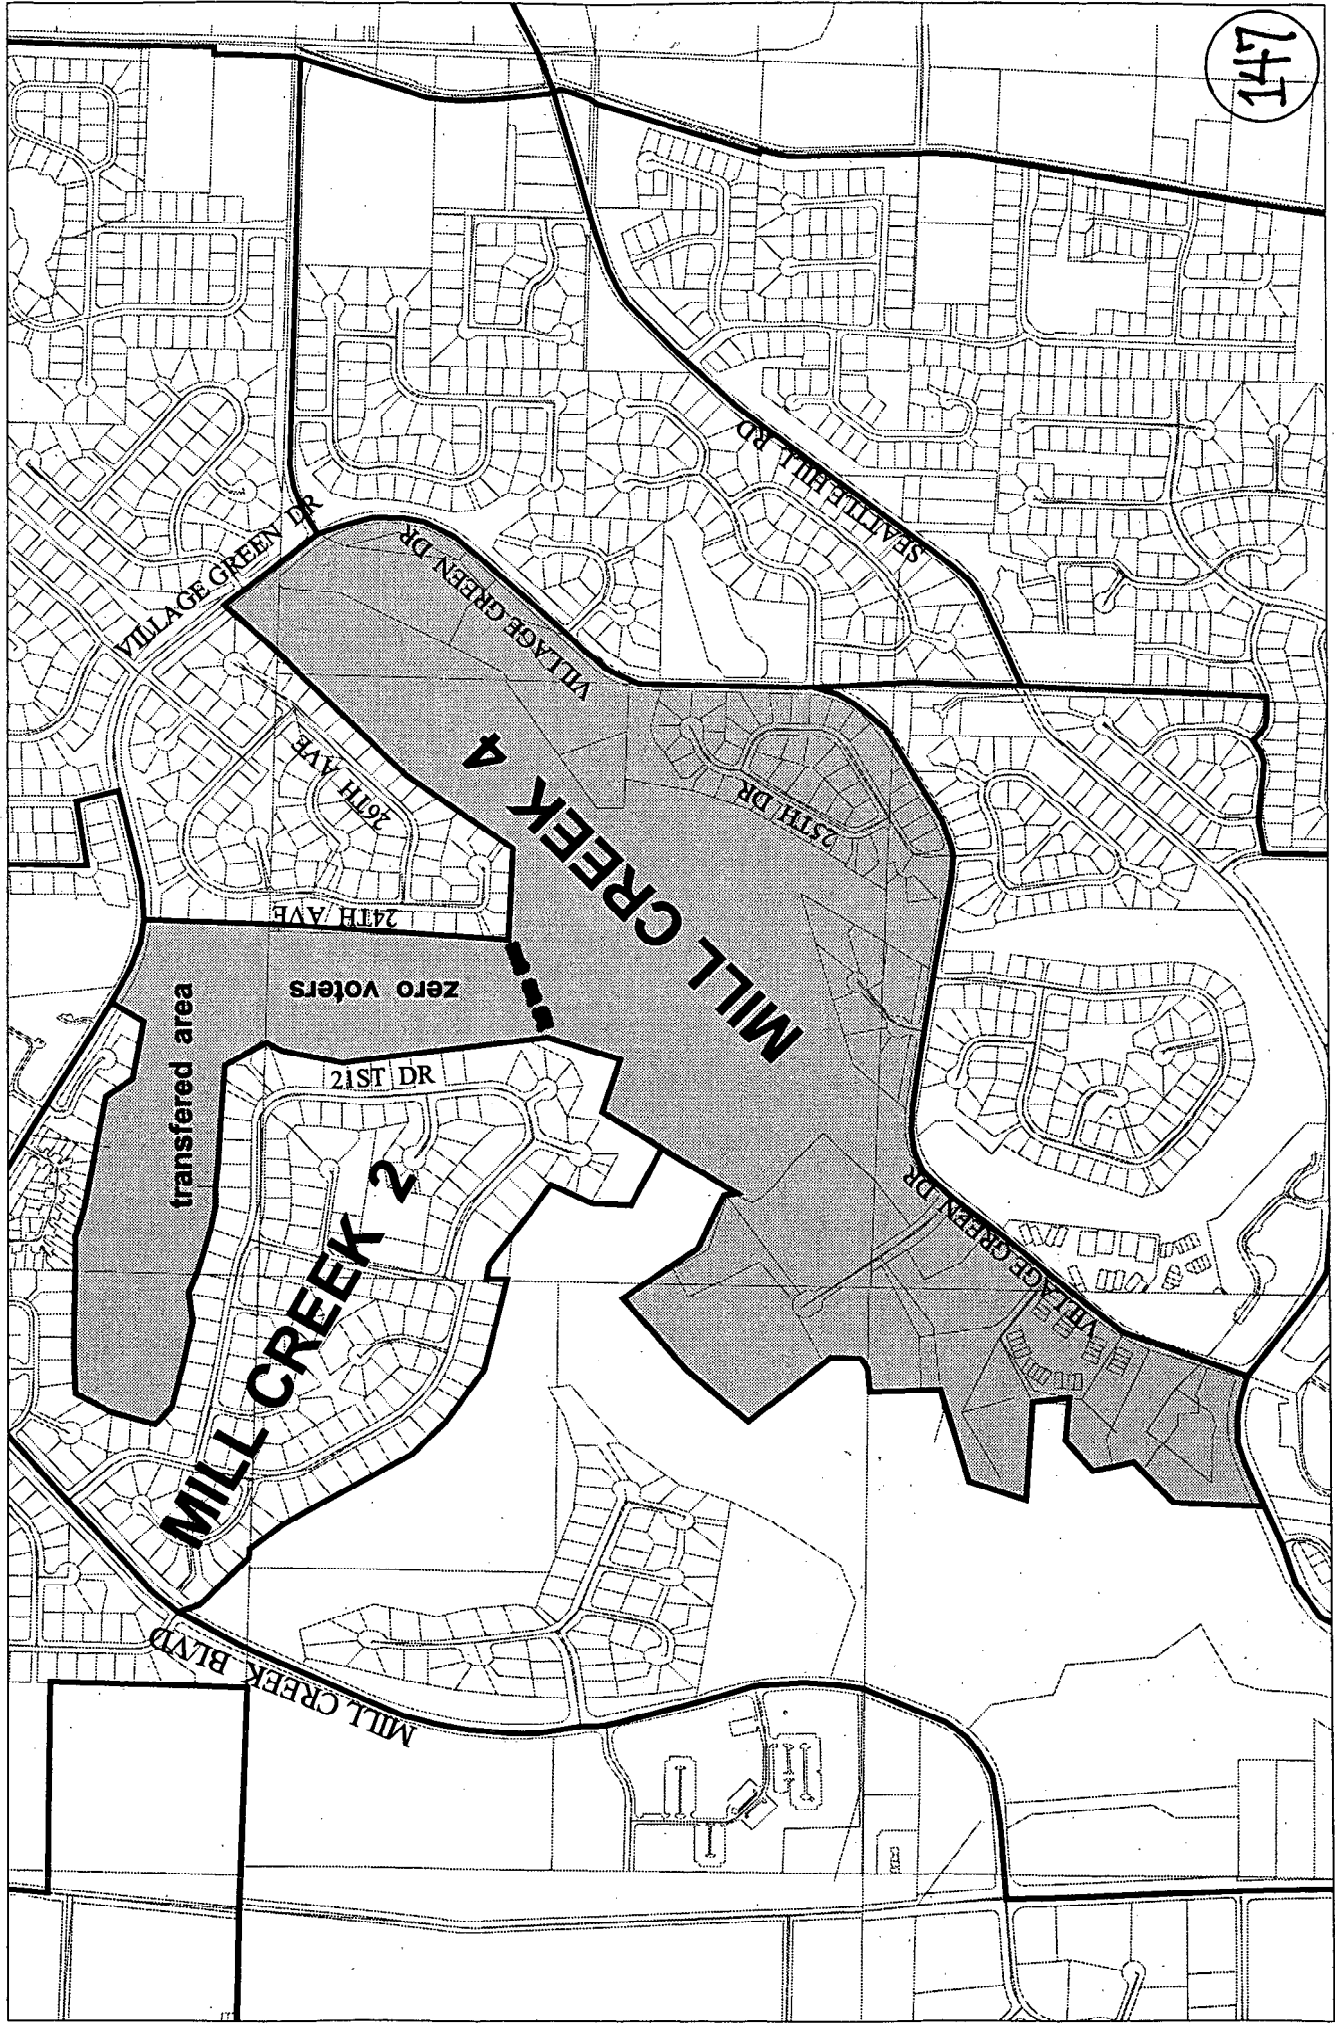 147
VILLAGE GREEN DR
VILLAGE GREEN DR
SEATTLE HILL RD
26TH AVE
MILL CREEK 4
25TH DR
24TH AVE
zero voters
transfered area
21ST DR
MILL CREEK 2
VILLAGE GREEN DR
MILL CREEK BLVD